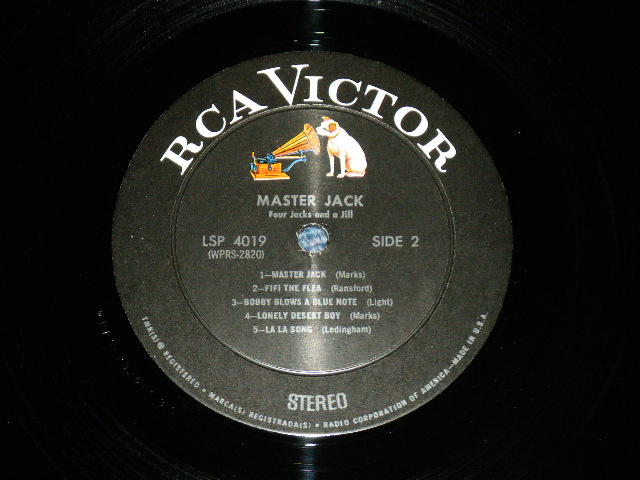 RCA VICTOR
MASTER JACK
Four Jacks and a Jill
LSP 4019
SIDE 2
(WPRS-2820)
1—MASTER JACK (Marks)
2—FIFI THE FLEA (Ransford)
3—BOBBY BLOWS A BLUE NOTE (Light)
4—LONELY DESERT BOY (Marks)
5—LA LA SONG (Ledingham)
STEREO
TMK(S) ® REGISTERED • MARCA(S) REGISTRADA(S) • RADIO CORPORATION OF AMERICA—MADE IN U.S.A.